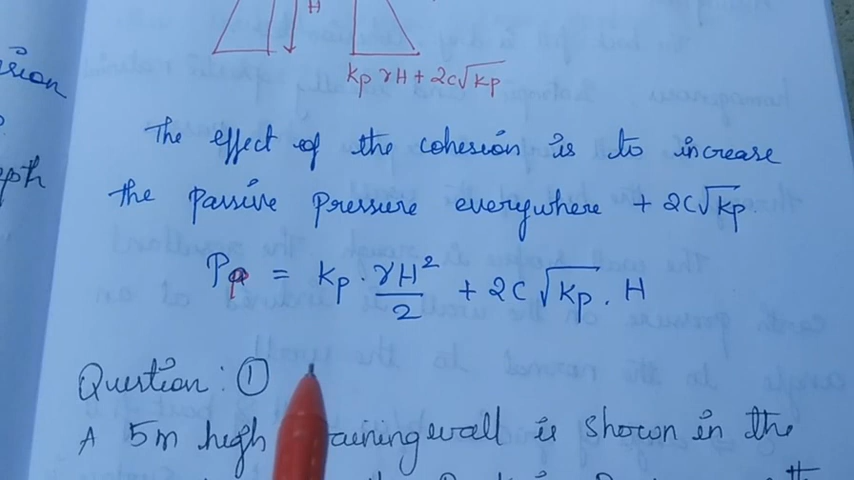 H
kp γH + 2c√kp
The effect of the cohesion is to increase
the passive pressure everywhere + 2c√kp.
Pp = kp . γH²/2 + 2c √kp . H
Question : ①
A 5m high wall is shown in the